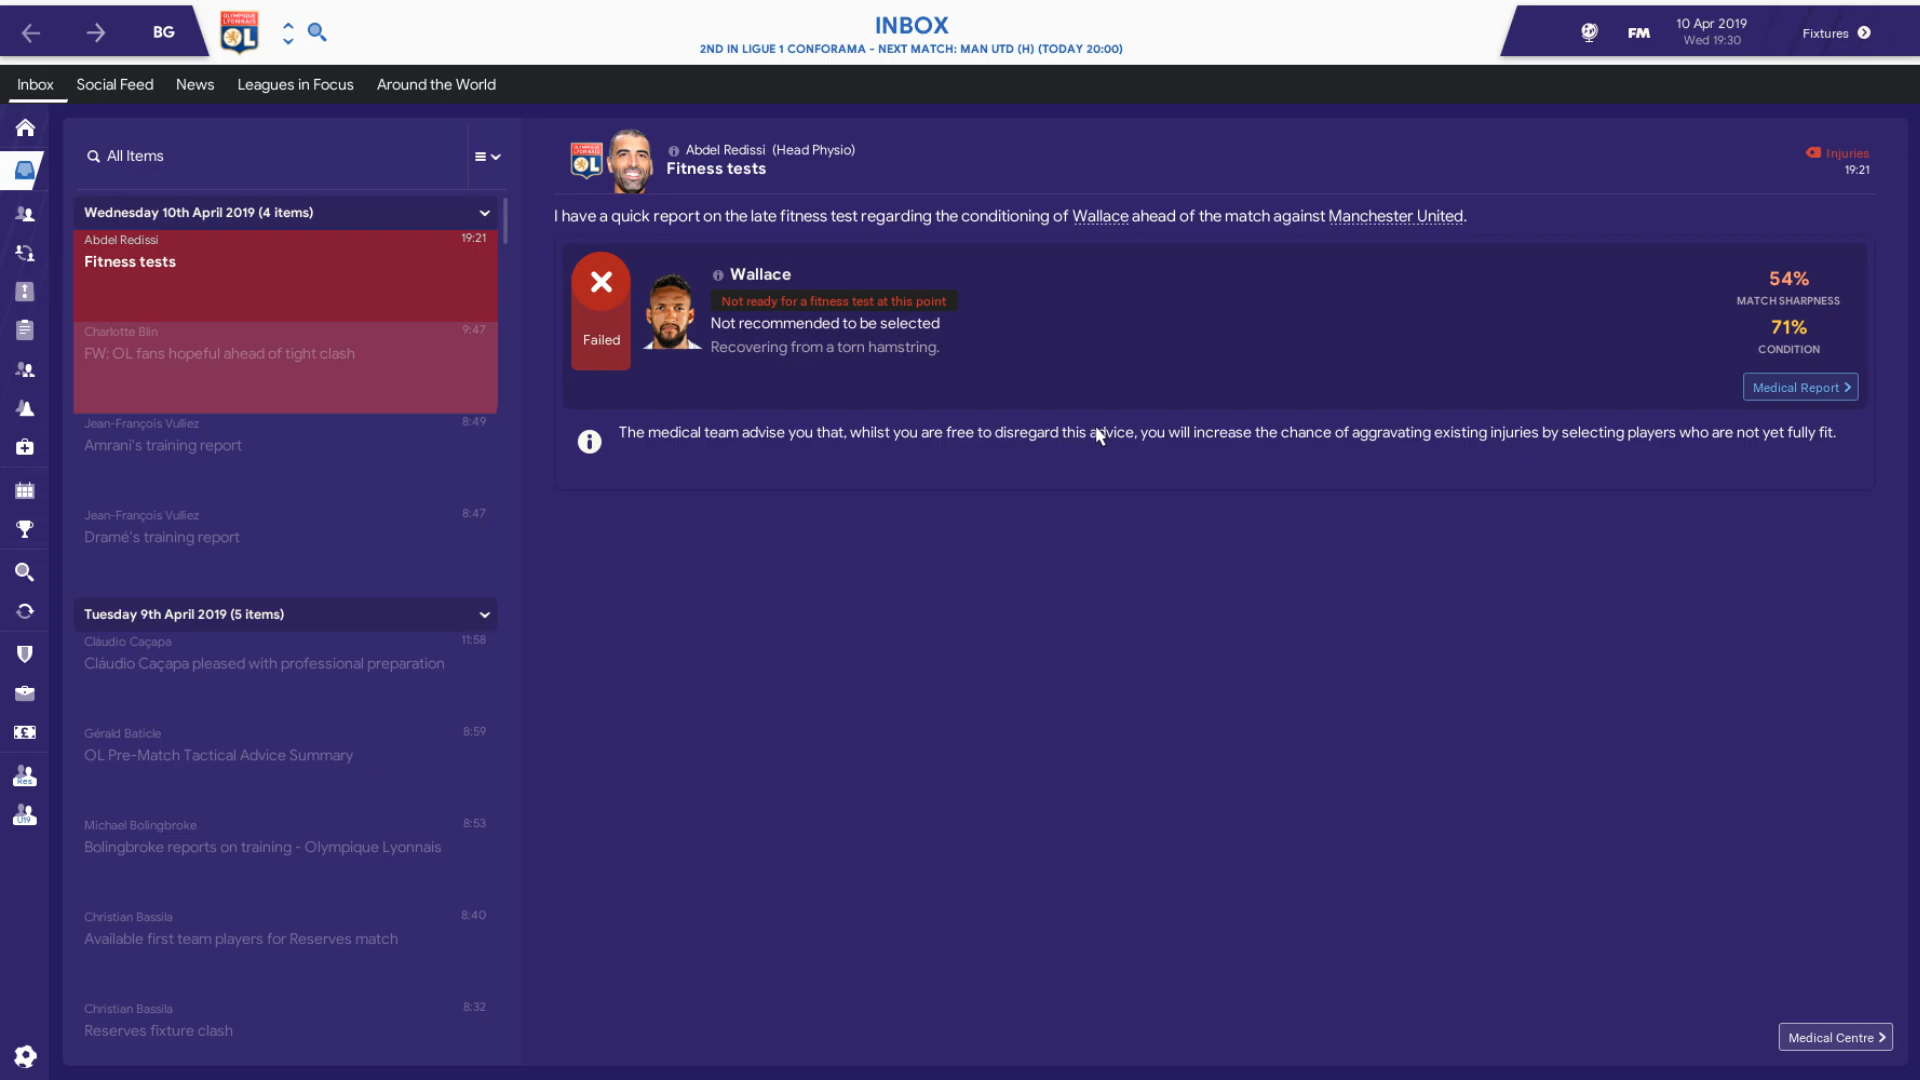 BG
INBOX
2ND IN LIGUE 1 CONFORAMA - NEXT MATCH: MAN UTD (H) (TODAY 20:00)
FM
10 Apr 2019
Wed 19:30
Fixtures
Inbox
Social Feed
News
Leagues in Focus
Around the World
All Items
Wednesday 10th April 2019 (4 items)
Abdel Redissi
19:21
Fitness tests
Charlotte Blin
9:47
FW: OL fans hopeful ahead of tight clash
Jean-François Vulliez
8:49
Amrani's training report
Jean-François Vulliez
8:47
Dramé's training report
Tuesday 9th April 2019 (5 items)
Cláudio Caçapa
11:58
Cláudio Caçapa pleased with professional preparation
Gérald Baticle
8:59
OL Pre-Match Tactical Advice Summary
Michael Bolingbroke
8:53
Bolingbroke reports on training - Olympique Lyonnais
Christian Bassila
8:40
Available first team players for Reserves match
Christian Bassila
8:32
Reserves fixture clash
Res
U19
OLYMPIQUE LYONNAIS
OL
OL
Abdel Redissi (Head Physio)
Fitness tests
Injuries
19:21
I have a quick report on the late fitness test regarding the conditioning of Wallace ahead of the match against Manchester United.
Failed
Wallace
Not ready for a fitness test at this point
Not recommended to be selected
Recovering from a torn hamstring.
54%
MATCH SHARPNESS
71%
CONDITION
Medical Report
The medical team advise you that, whilst you are free to disregard this advice, you will increase the chance of aggravating existing injuries by selecting players who are not yet fully fit.
Medical Centre